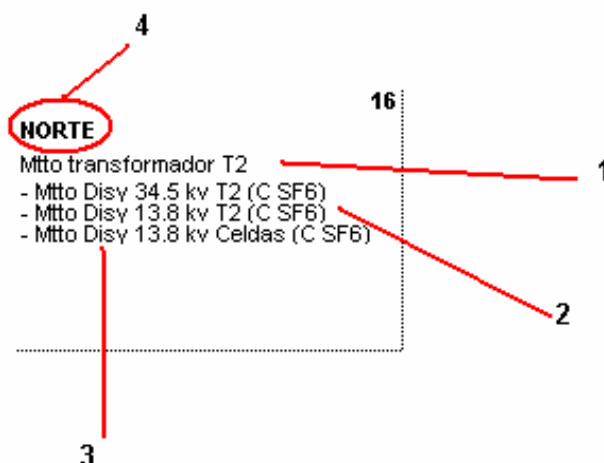 4
16
NORTE
Mtto transformador T2
1
- Mtto Disy 34.5 kv T2 (C SF6)
- Mtto Disy 13.8 kv T2 (C SF6)
- Mtto Disy 13.8 kv Celdas (C SF6)
2
3